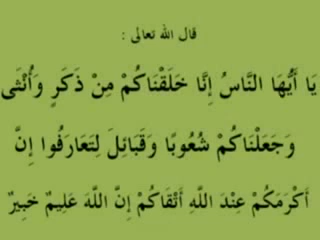 قال الله تعالى :
يَا أَيُّهَا النَّاسُ إِنَّا خَلَقْنَاكُمْ مِنْ ذَكَرٍ وَأُنْثَى
وَجَعَلْنَاكُمْ شُعُوبًا وَقَبَائِلَ لِتَعَارَفُوا إِنَّ
أَكْرَمَكُمْ عِنْدَ اللَّهِ أَتْقَاكُمْ إِنَّ اللَّهَ عَلِيمٌ خَبِيرٌ